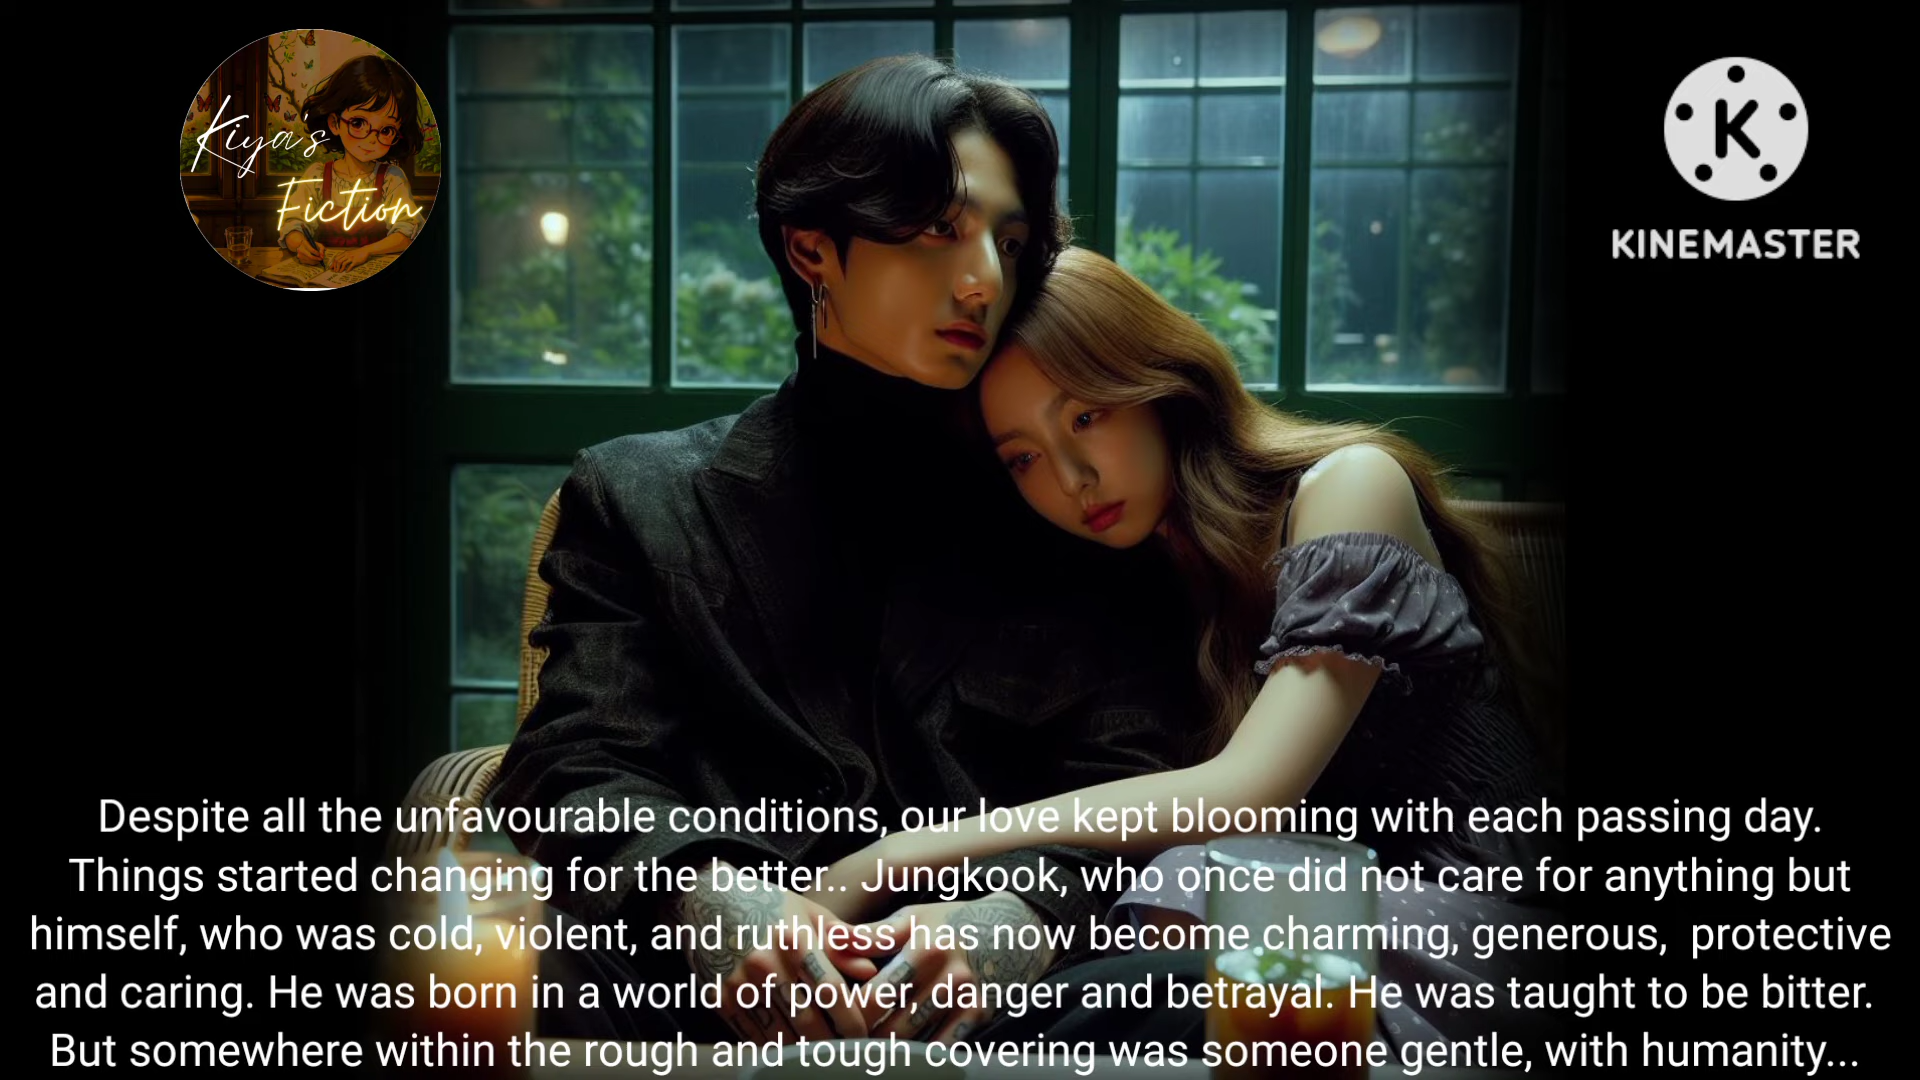 Kiya's
Fiction
K
KINEMASTER
Despite all the unfavourable conditions, our love kept blooming with each passing day.
Things started changing for the better.. Jungkook, who once did not care for anything but
himself, who was cold, violent, and ruthless has now become charming, generous,  protective
and caring. He was born in a world of power, danger and betrayal. He was taught to be bitter.
But somewhere within the rough and tough covering was someone gentle, with humanity...